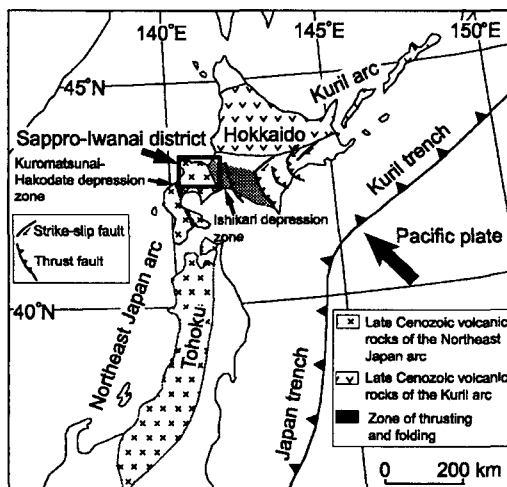 140°E
145°E
150°E
45°N
Kuril arc
Hokkaido
Sappro-Iwanai district
Kuromatsunai-
Hakodate depression
zone
Ishikari depression
zone
Kuril trench
Strike-slip fault
Thrust fault
Pacific plate
Northeast Japan arc
40°N
Tohoku
Japan trench
Late Cenozoic volcanic
rocks of the Northeast
Japan arc
Late Cenozoic volcanic
rocks of the Kuril arc
Zone of thrusting
and folding
0 200 km